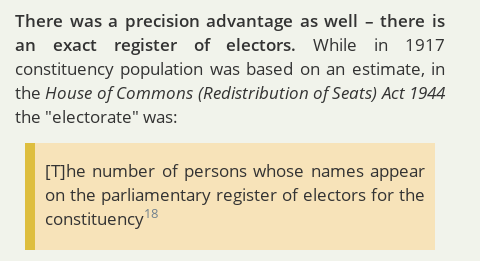 There was a precision advantage as well – there is
an exact register of electors. While in 1917
constituency population was based on an estimate, in
the House of Commons (Redistribution of Seats) Act 1944
the "electorate" was:
[T]he number of persons whose names appear
on the parliamentary register of electors for the
constituency18